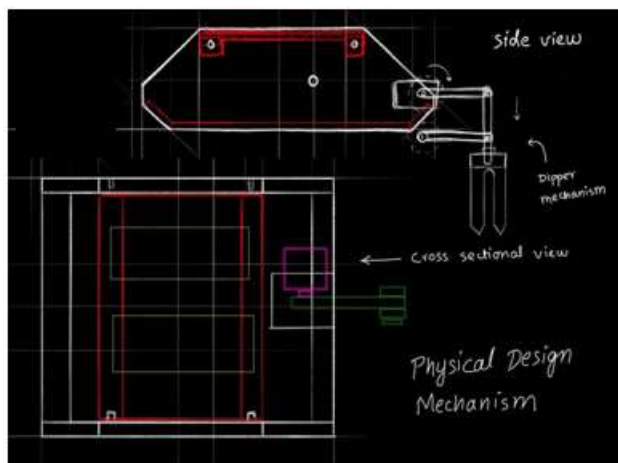 Side view
Dipper
mechanism
Cross sectional view
Physical Design
Mechanism